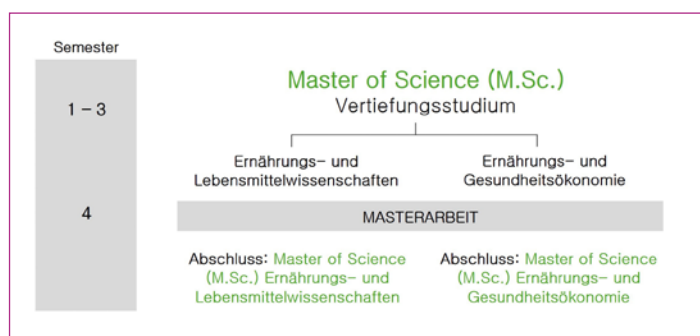 Semester
Master of Science (M.Sc.)
1 – 3
Vertiefungsstudium
Ernährungs- und
Lebensmittelwissenschaften
Ernährungs- und
Gesundheitsökonomie
4
MASTERARBEIT
Abschluss: Master of Science
(M.Sc.) Ernährungs- und
Lebensmittelwissenschaften
Abschluss: Master of Science
(M.Sc.) Ernährungs- und
Gesundheitsökonomie